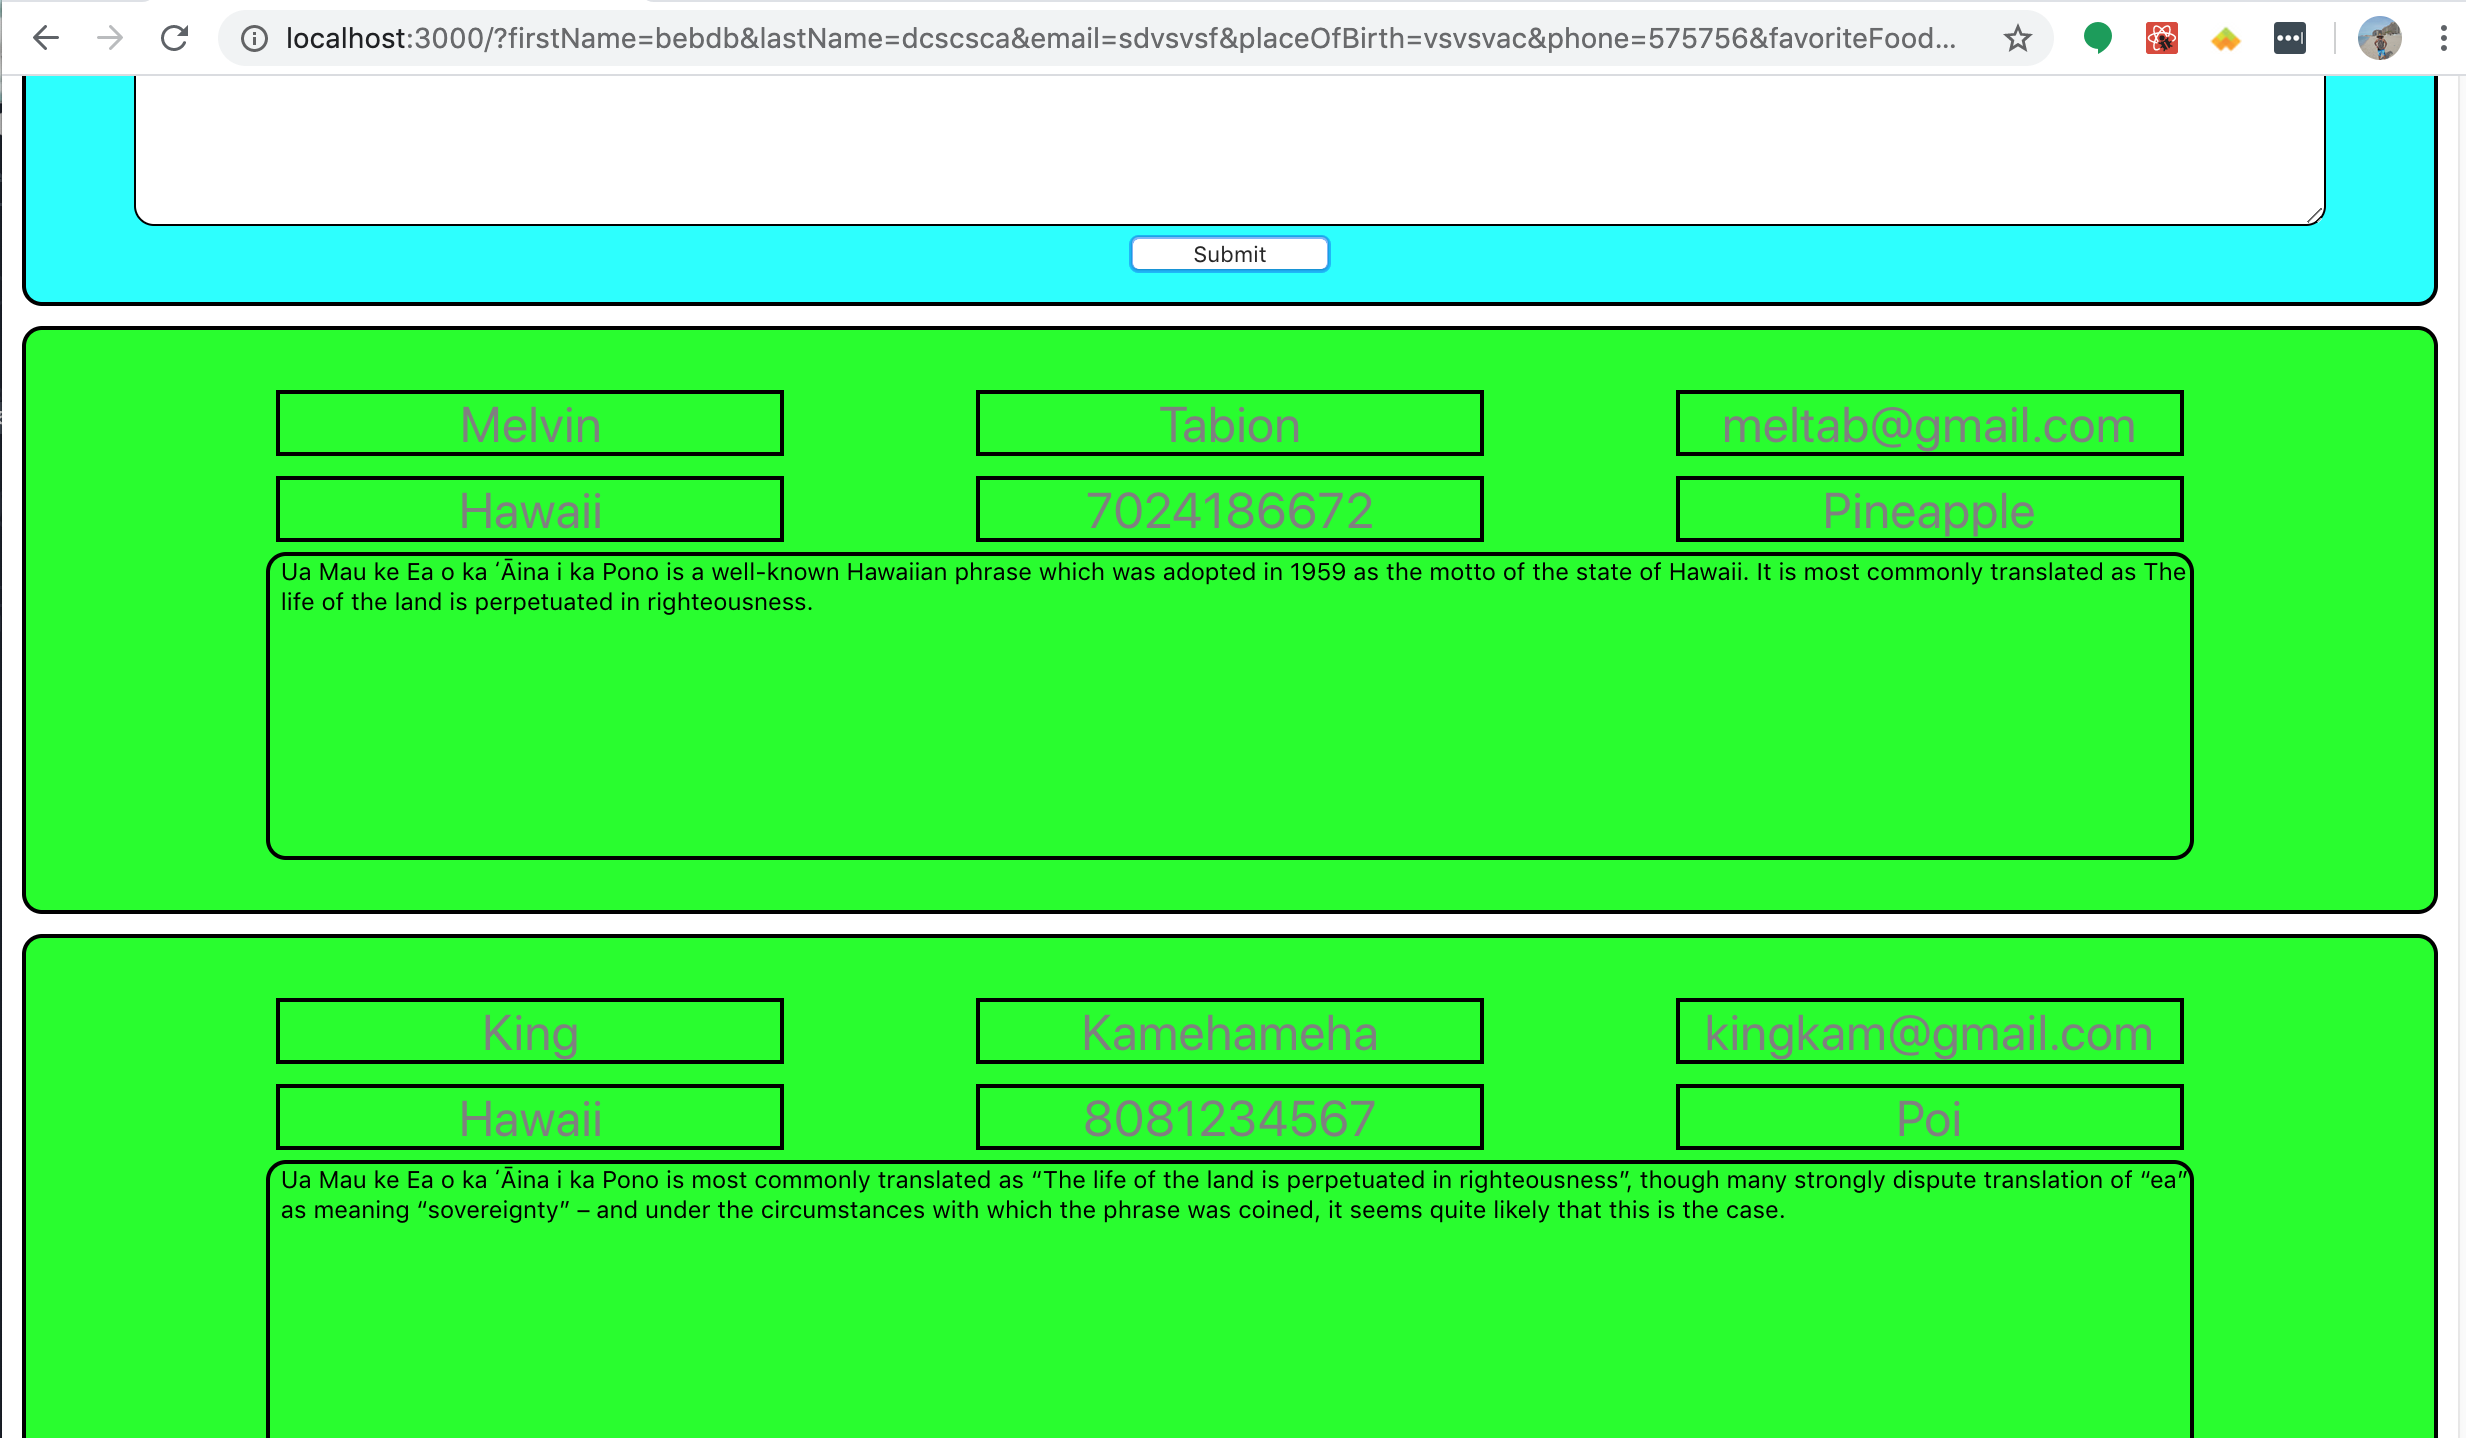 localhost:3000/?firstName=bebdb&lastName=dcscsca&email=sdvsvsf&placeOfBirth=vsvsvac&phone=575756&favoriteFood...
Submit
Melvin Tabion meltab@gmail.com
Hawaii 7024186672 Pineapple
Ua Mau ke Ea o ka ʻĀina i ka Pono is a well-known Hawaiian phrase which was adopted in 1959 as the motto of the state of Hawaii. It is most commonly translated as The
life of the land is perpetuated in righteousness.
King Kamehameha kingkam@gmail.com
Hawaii 8081234567 Poi
Ua Mau ke Ea o ka ʻĀina i ka Pono is most commonly translated as “The life of the land is perpetuated in righteousness”, though many strongly dispute translation of “ea”
as meaning “sovereignty” – and under the circumstances with which the phrase was coined, it seems quite likely that this is the case.